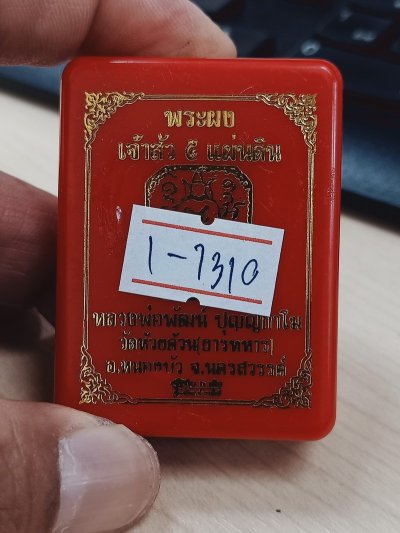 พระผง
เจ้าสัว ๕ แผ่นดิน
1-7310
หลวงพ่อพัฒน์ ปุญญกาโม
วัดห้วยด้วน(ธารทหาร)
อ.หนองบัว จ.นครสวรรค์